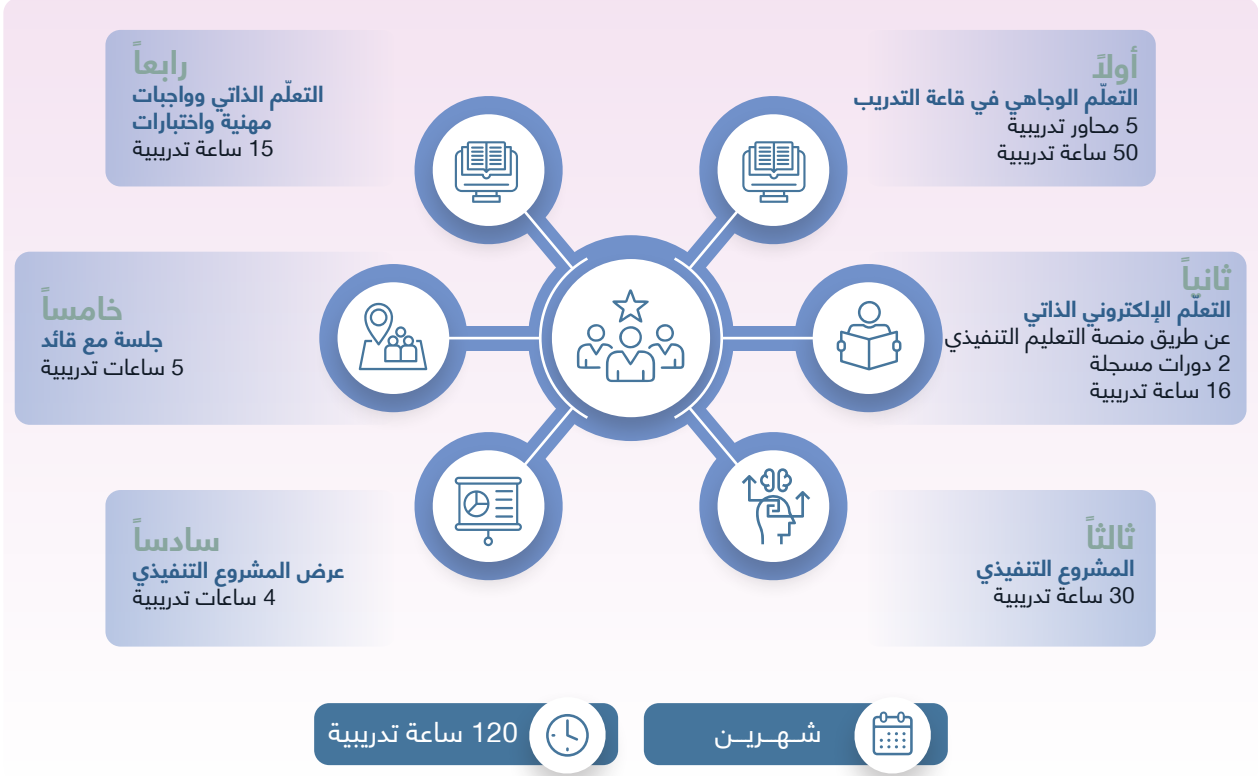 أولاً
التعلّم الوجاهي في قاعة التدريب
5 محاور تدريبية
50 ساعة تدريبية
ثانياً
التعلّم الإلكتروني الذاتي
عن طريق منصة التعليم التنفيذي
2 دورات مسجلة
16 ساعة تدريبية
ثالثاً
المشروع التنفيذي
30 ساعة تدريبية
رابعاً
التعلّم الذاتي وواجبات
مهنية واختبارات
15 ساعة تدريبية
خامساً
جلسة مع قائد
5 ساعات تدريبية
سادساً
عرض المشروع التنفيذي
4 ساعات تدريبية
شهرين
120 ساعة تدريبية